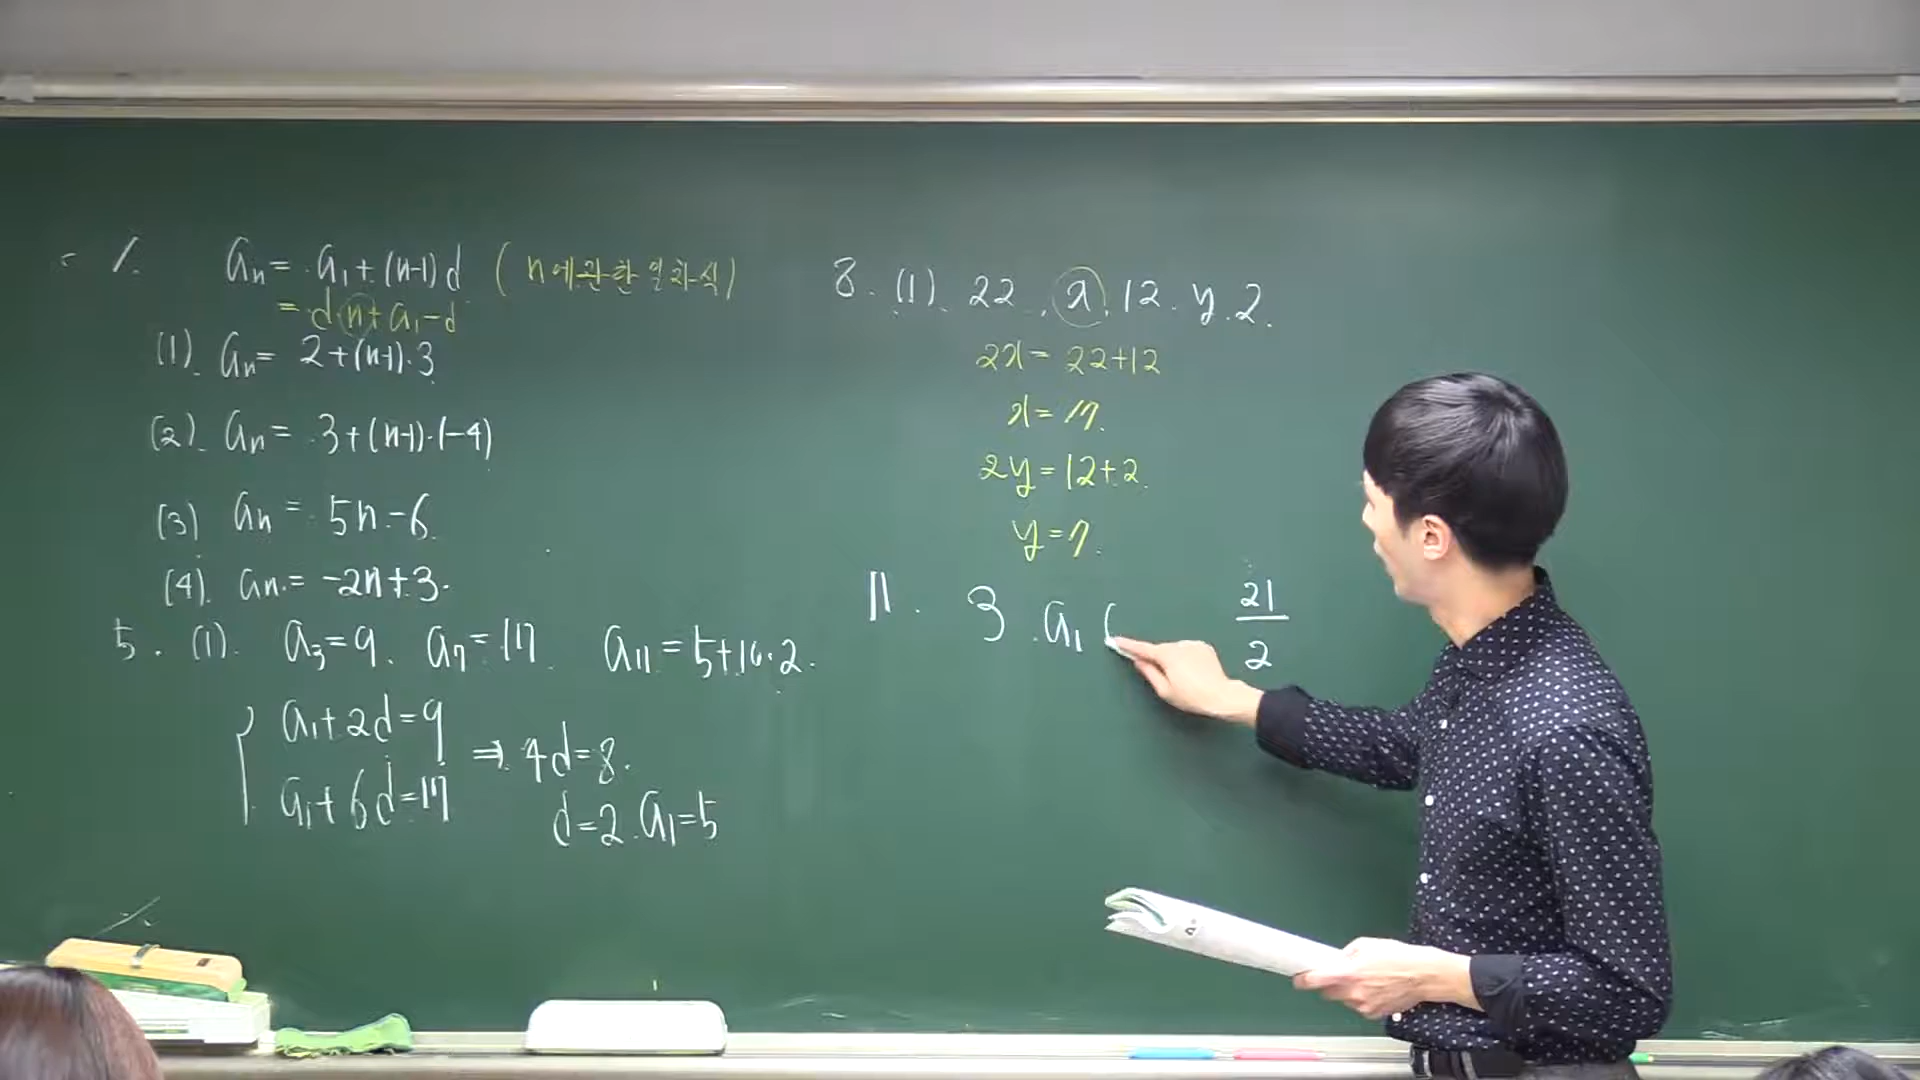 1. aₙ = a₁+(n-1)d (n에관한 일차식)
= d·n+a₁-d
(1). aₙ= 2+(n-1)·3
(2). aₙ= 3+(n-1)·(-4)
(3) aₙ = 5n-6
(4). aₙ = -2n+3.
5. (1). a₃=9. a₇=17. a₁₁=5+10·2.
a₁+2d=9
a₁+6d=17
⇒ 4d=8.
d=2. a₁=5
8. (1). 22, x, 12. y. 2.
2x= 22+12
x= 17.
2y=12+2.
y=7.
11. 3. a₁ 21/2